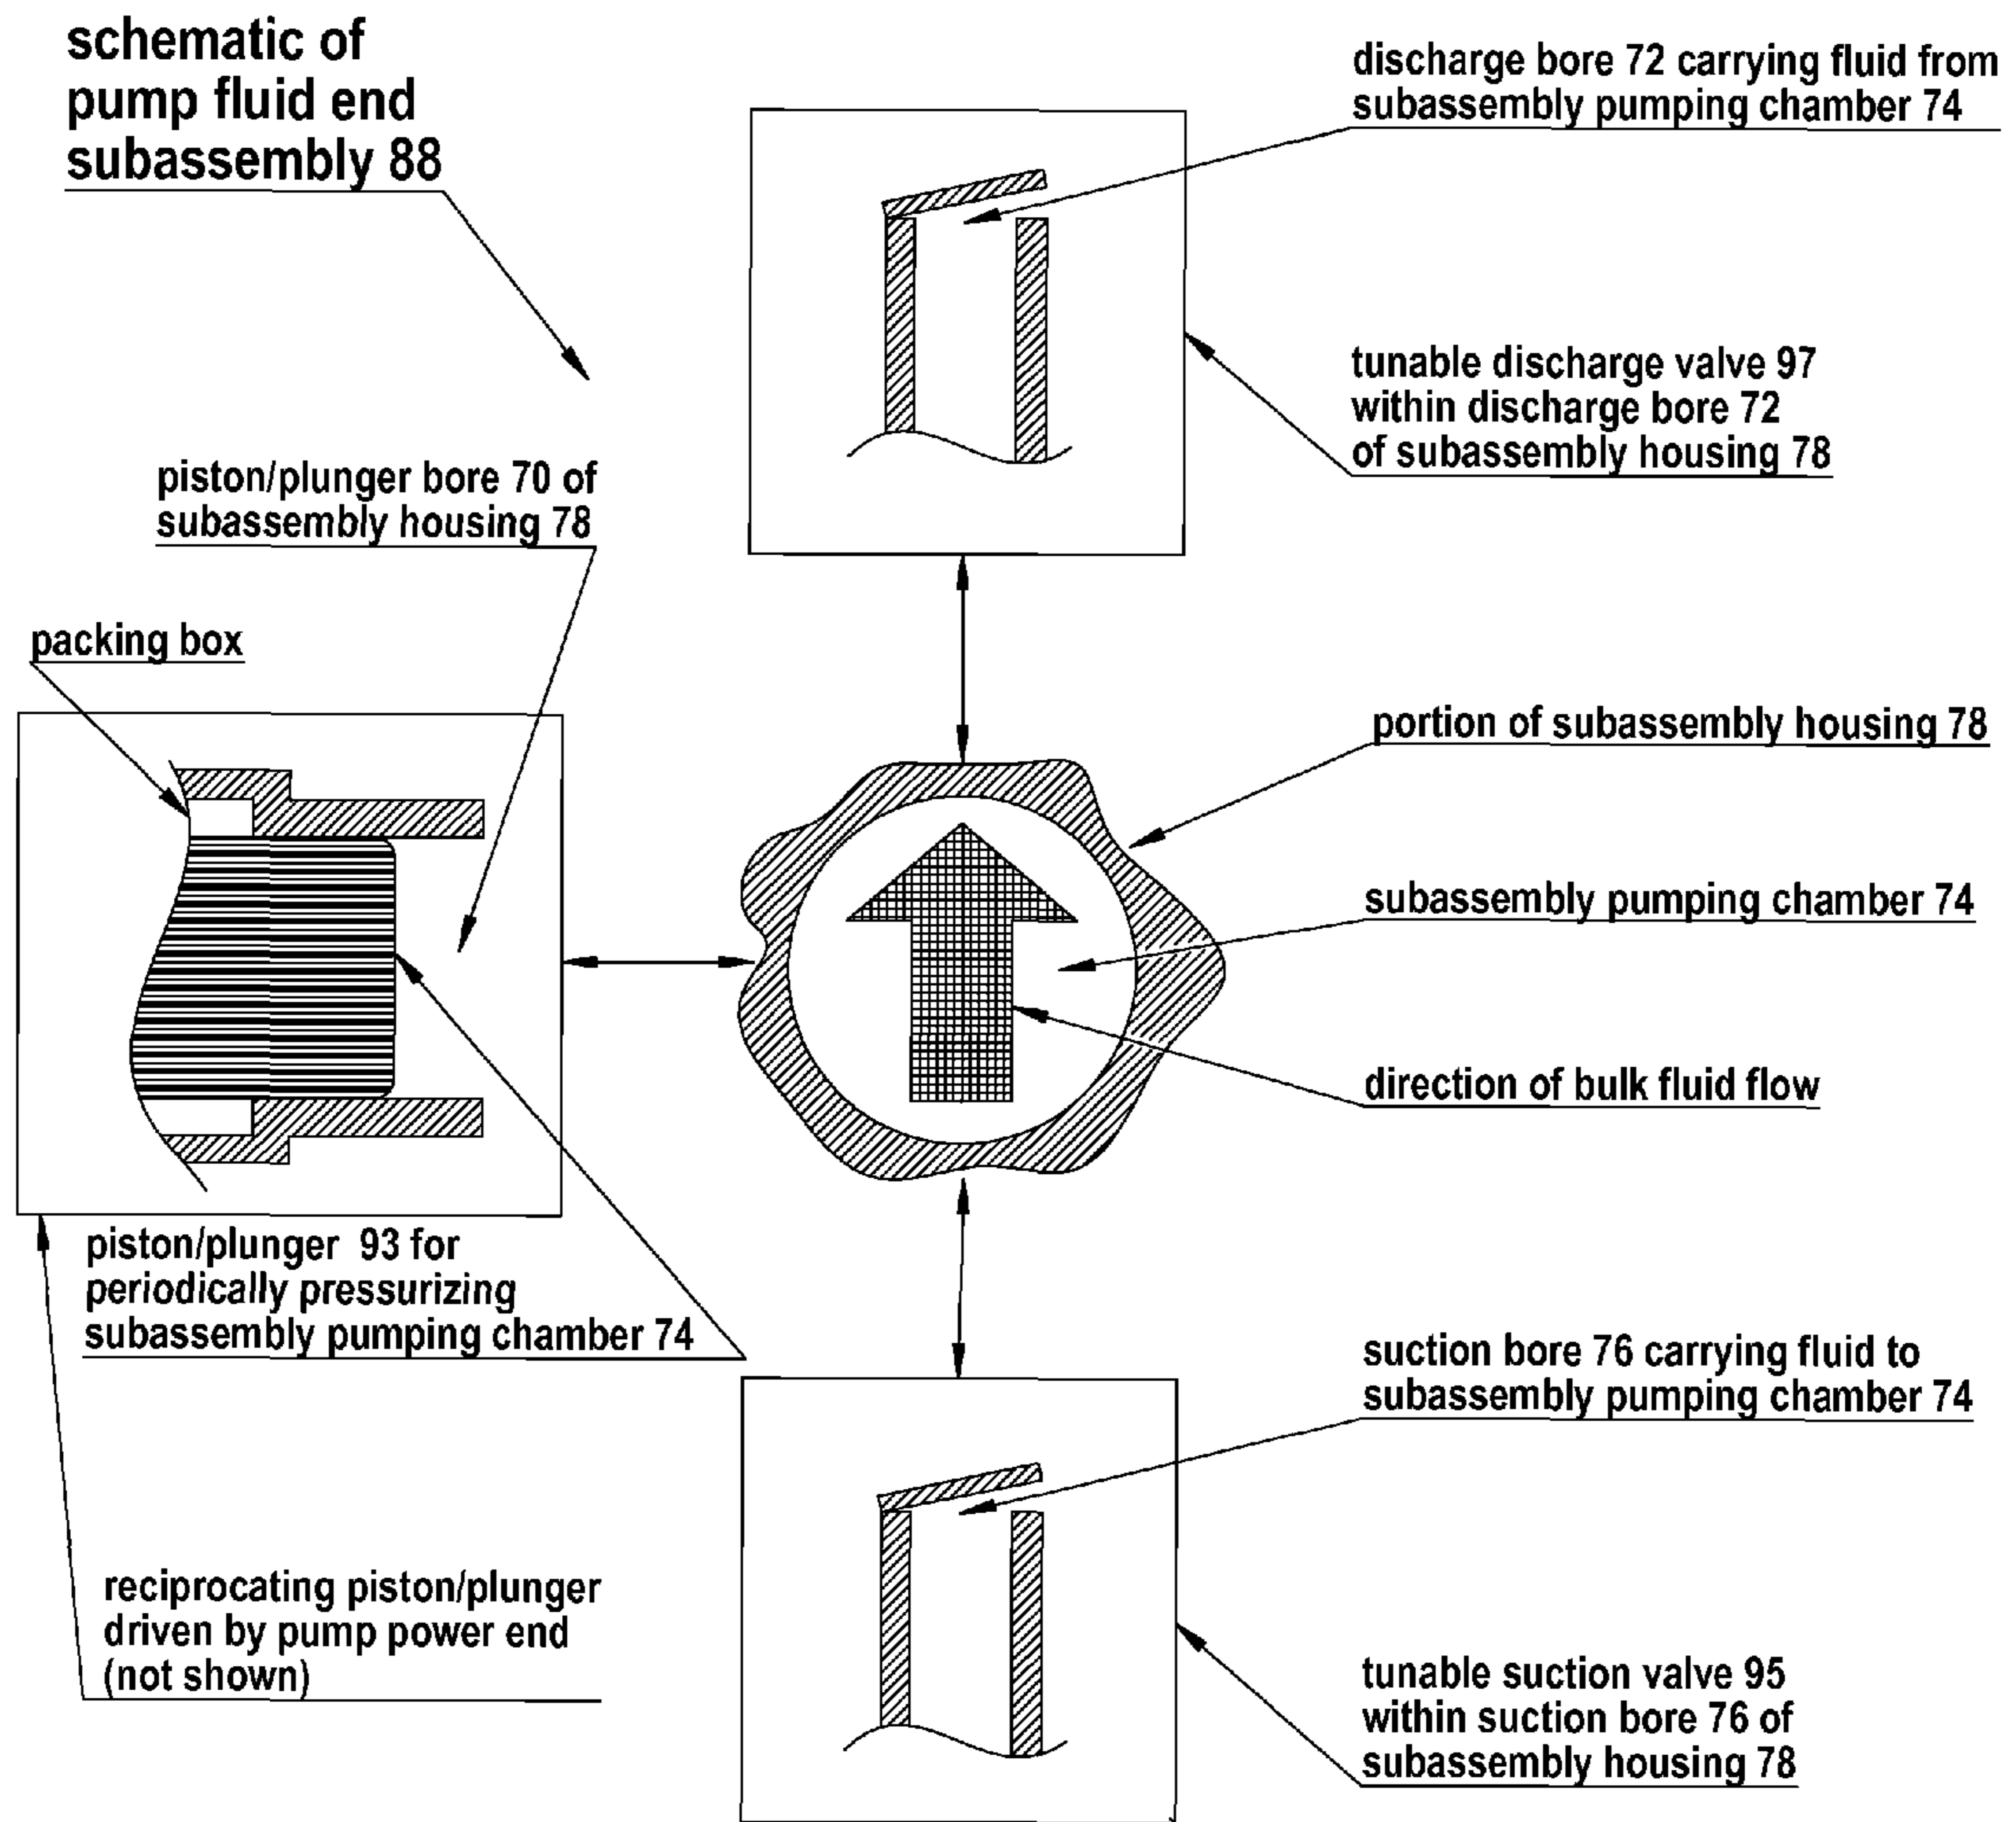 schematic of
pump fluid end
subassembly 88
discharge bore 72 carrying fluid from
subassembly pumping chamber 74
tunable discharge valve 97
within discharge bore 72
of subassembly housing 78
piston/plunger bore 70 of
subassembly housing 78
packing box
portion of subassembly housing 78
subassembly pumping chamber 74
direction of bulk fluid flow
piston/plunger 93 for
periodically pressurizing
subassembly pumping chamber 74
suction bore 76 carrying fluid to
subassembly pumping chamber 74
reciprocating piston/plunger
driven by pump power end
(not shown)
tunable suction valve 95
within suction bore 76 of
subassembly housing 78